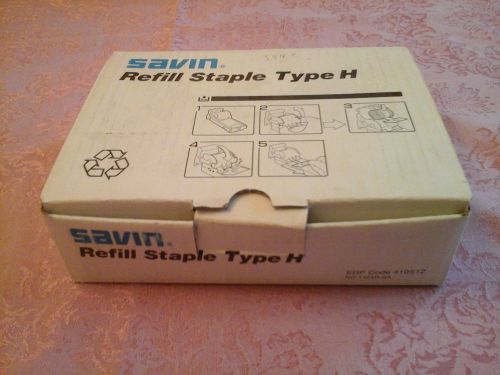 savin®
Refill Staple Type H
1
2
3
4
5
savin®
Refill Staple Type H
EDP Code 410512